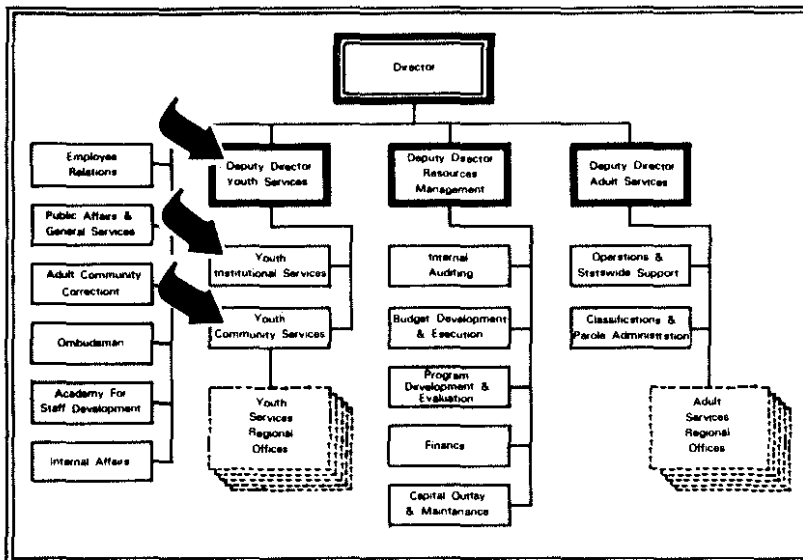 Director
Employee
Relations
Public Affairs &
General Services
Adult Community
Correctiont
Ombudsman
Academy For
Staff Development
Internal Affairs
Deputy Director
Youth Services
Youth
Institutional Services
Youth
Community Services
Youth
Services
Regional
Offices
Deputy Director
Resources
Management
Internal
Auditing
Budget Development
& Execution
Program
Development &
Evaluation
Finance
Capital Outlay
& Maintenance
Deputy Director
Adult Services
Operations &
Statewide Support
Classifications &
Parole Administration
Adult
Services
Regional
Offices